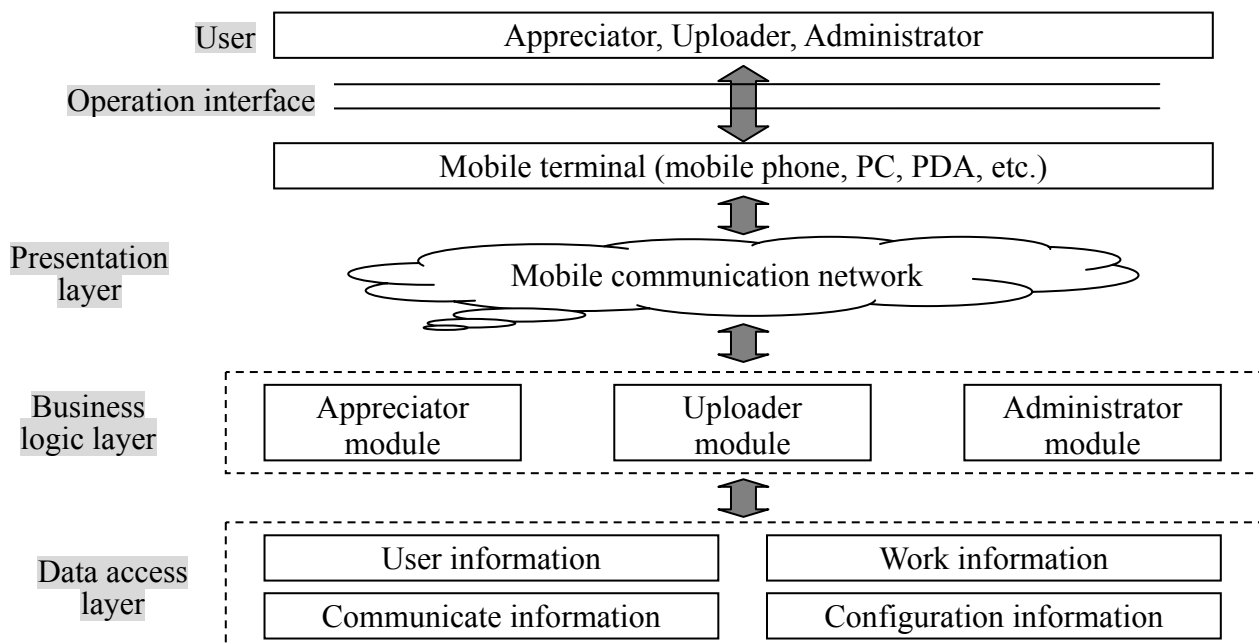 User
Appreciator, Uploader, Administrator
Operation interface
Mobile terminal (mobile phone, PC, PDA, etc.)
Presentation
layer
Mobile communication network
Business
logic layer
Appreciator
module
Uploader
module
Administrator
module
Data access
layer
User information
Work information
Communicate information
Configuration information